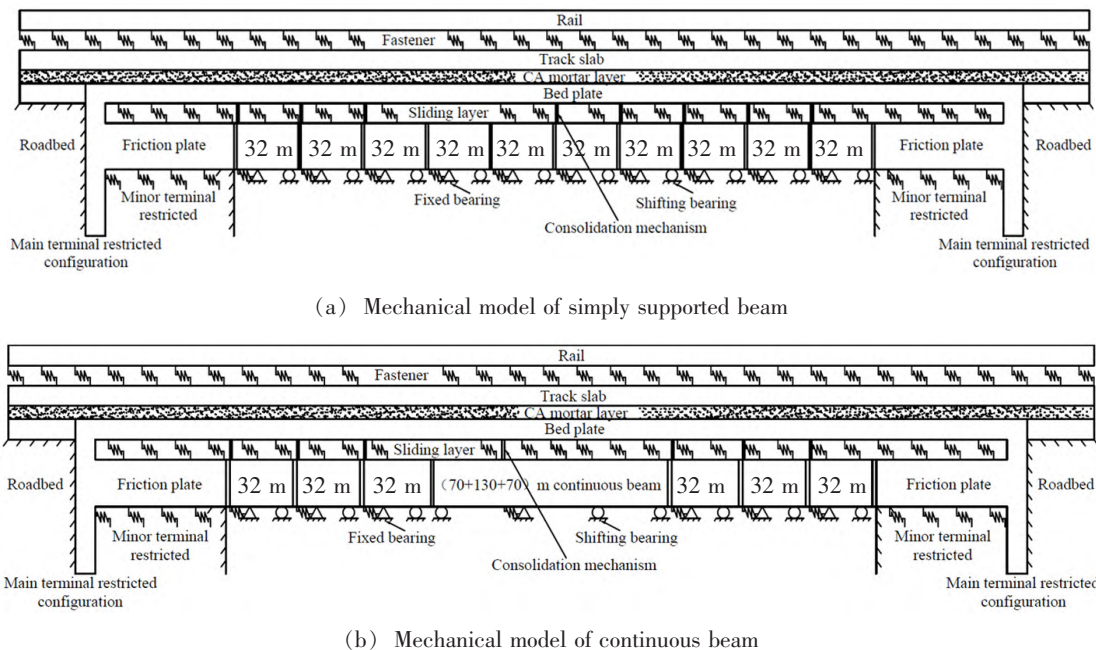 Rail
Fastener
Track slab
CA mortar layer
Bed plate
Sliding layer
Roadbed
Friction plate
32 m
32 m
32 m
32 m
32 m
32 m
32 m
32 m
32 m
32 m
Friction plate
Roadbed
Minor terminal
restricted
Fixed bearing
Shifting bearing
Minor terminal
restricted
Consolidation mechanism
Main terminal restricted
configuration
Main terminal restricted
configuration
(a) Mechanical model of simply supported beam
Rail
Fastener
Track slab
CA mortar layer
Bed plate
Sliding layer
Roadbed
Friction plate
32 m
32 m
32 m
(70+130+70) m continuous beam
32 m
32 m
32 m
Friction plate
Roadbed
Minor terminal
restricted
Fixed bearing
Shifting bearing
Minor terminal
restricted
Consolidation mechanism
Main terminal restricted
configuration
Main terminal restricted
configuration
(b) Mechanical model of continuous beam